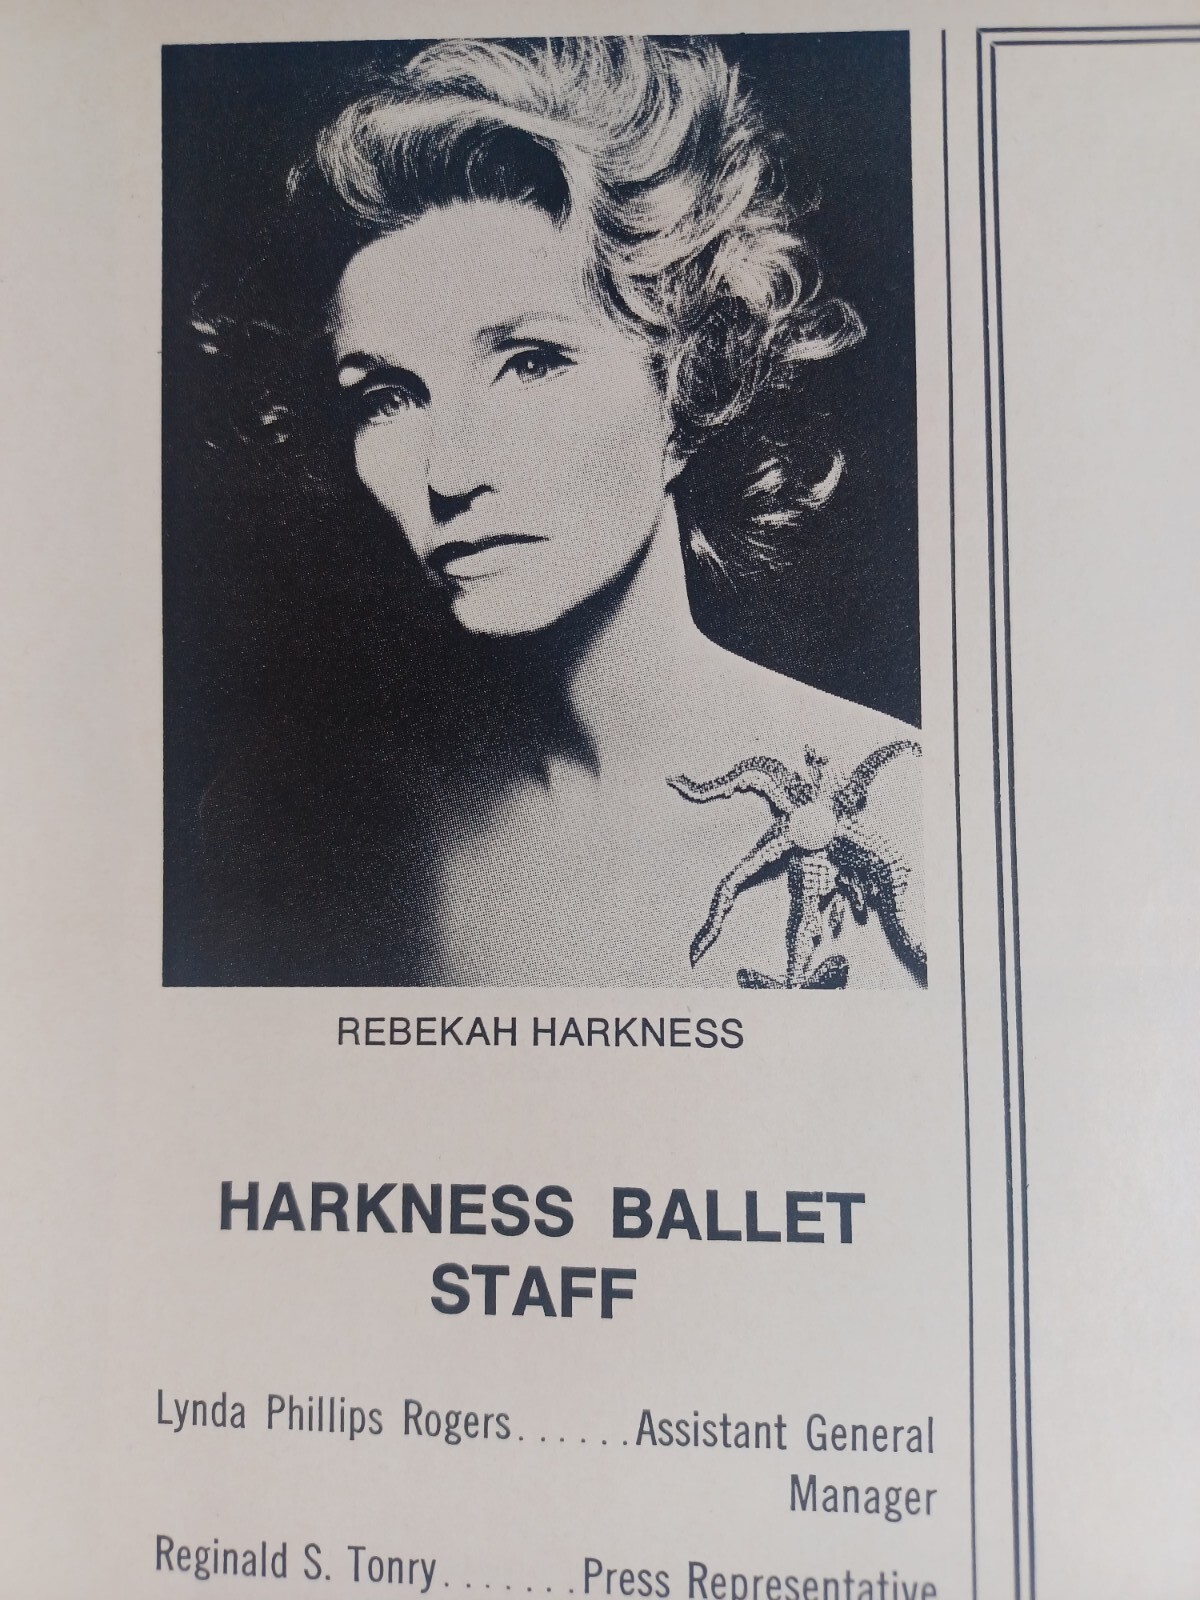 REBEKAH HARKNESS
HARKNESS BALLET
STAFF
Lynda Phillips Rogers......Assistant General
Manager
Reginald S. Tonry.......Press Representative